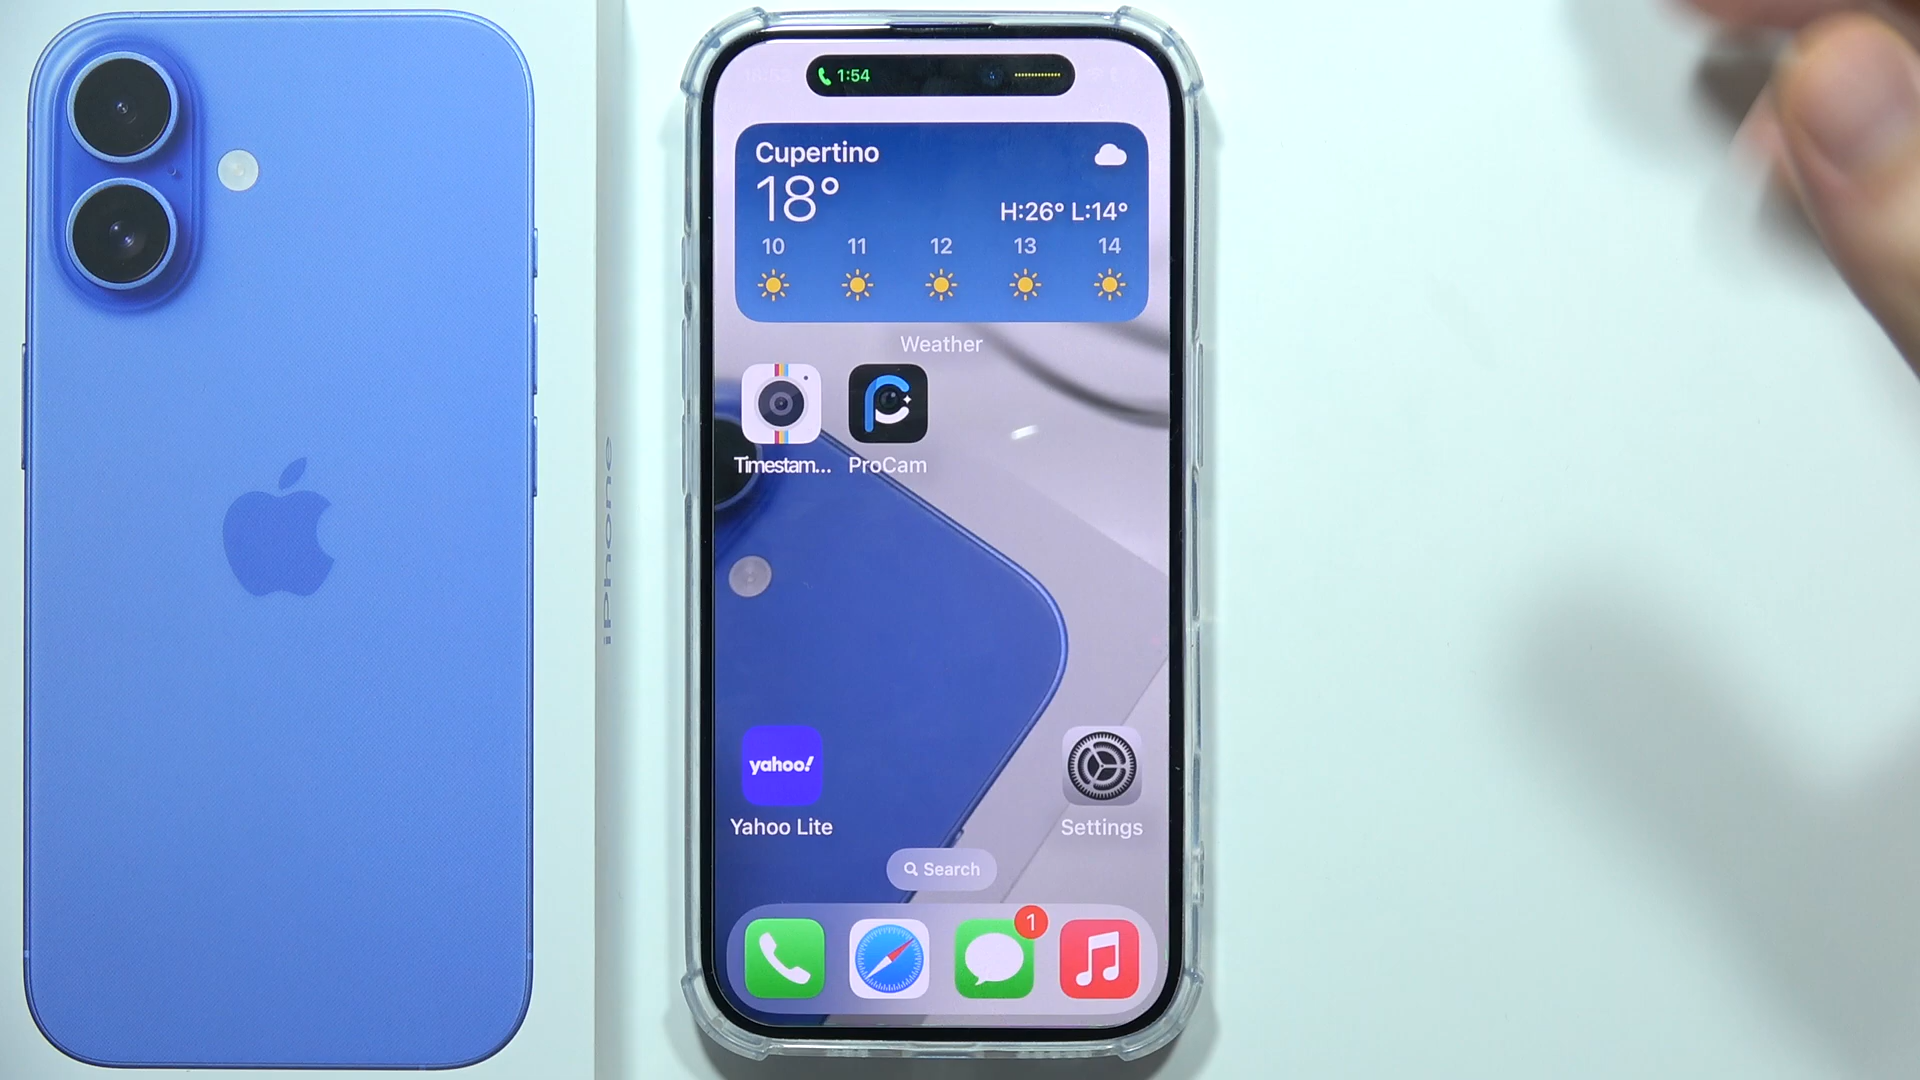 iPhone
1:54
Cupertino
18°
H:26° L:14°
10 11 12 13 14
Weather
Timestam... ProCam
yahoo!
Yahoo Lite Settings
Search
1